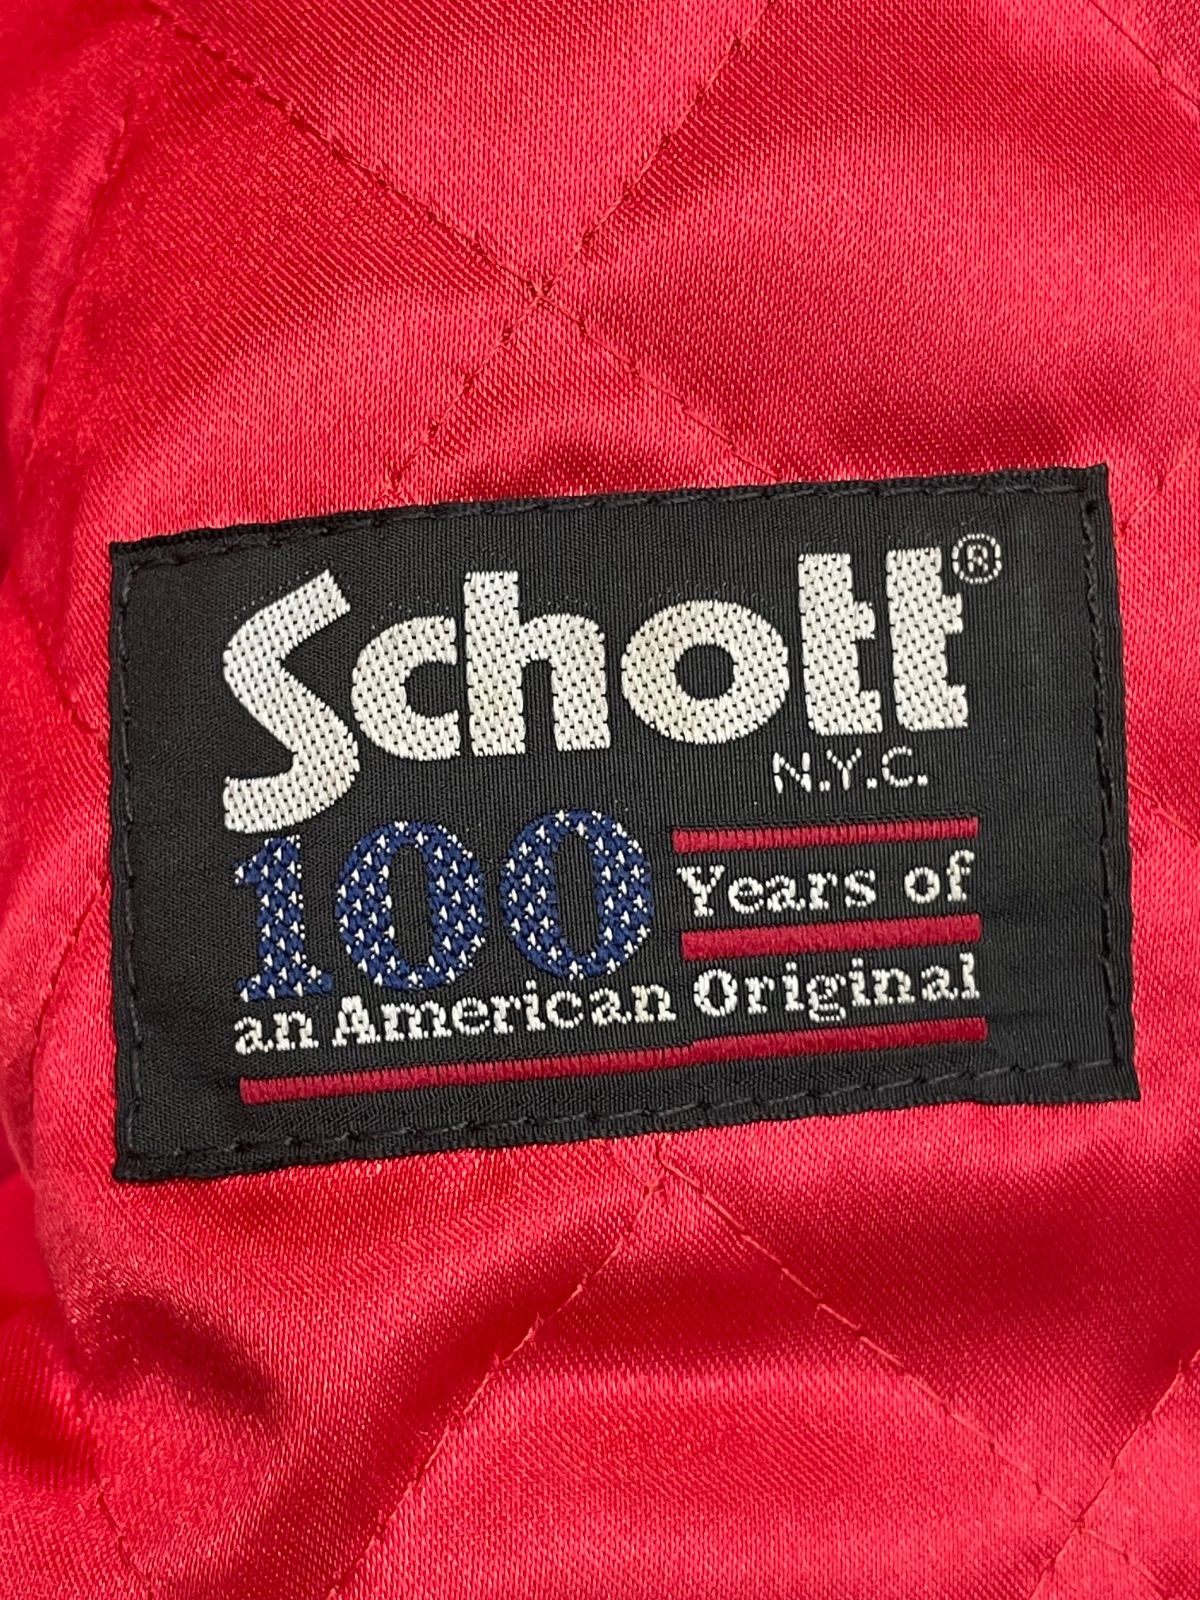 Schott®
N.Y.C.
100 Years of
an American Original